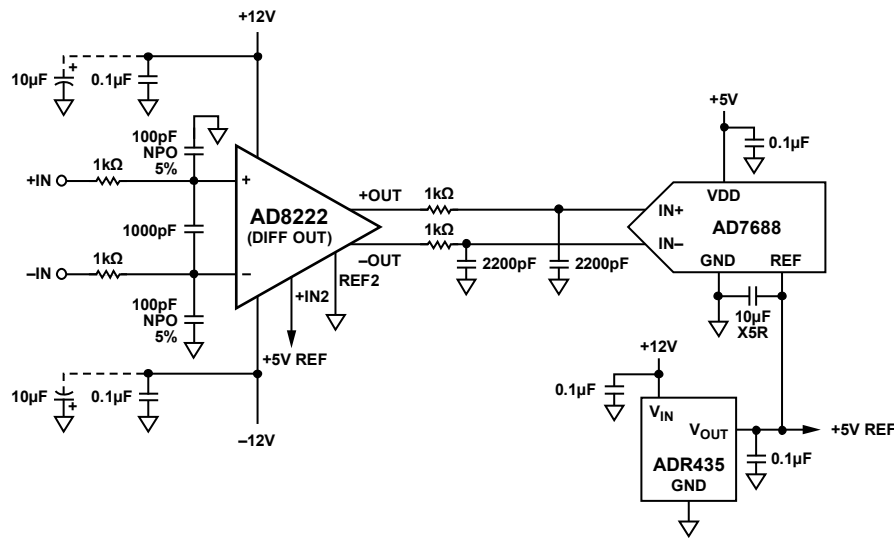 +12V
10µF
+
0.1µF
100pF
NPO
5%
1kΩ
+IN
+5V
0.1µF
VDD
+
+OUT
1kΩ
IN+
AD8222
(DIFF OUT)
AD7688
1000pF
1kΩ
–OUT
1kΩ
IN–
–IN
–
2200pF
2200pF
GND
REF
REF2
+IN2
100pF
NPO
5%
10µF
X5R
+5V REF
+12V
10µF
+
0.1µF
0.1µF
VIN
–12V
VOUT
+5V REF
ADR435
0.1µF
GND